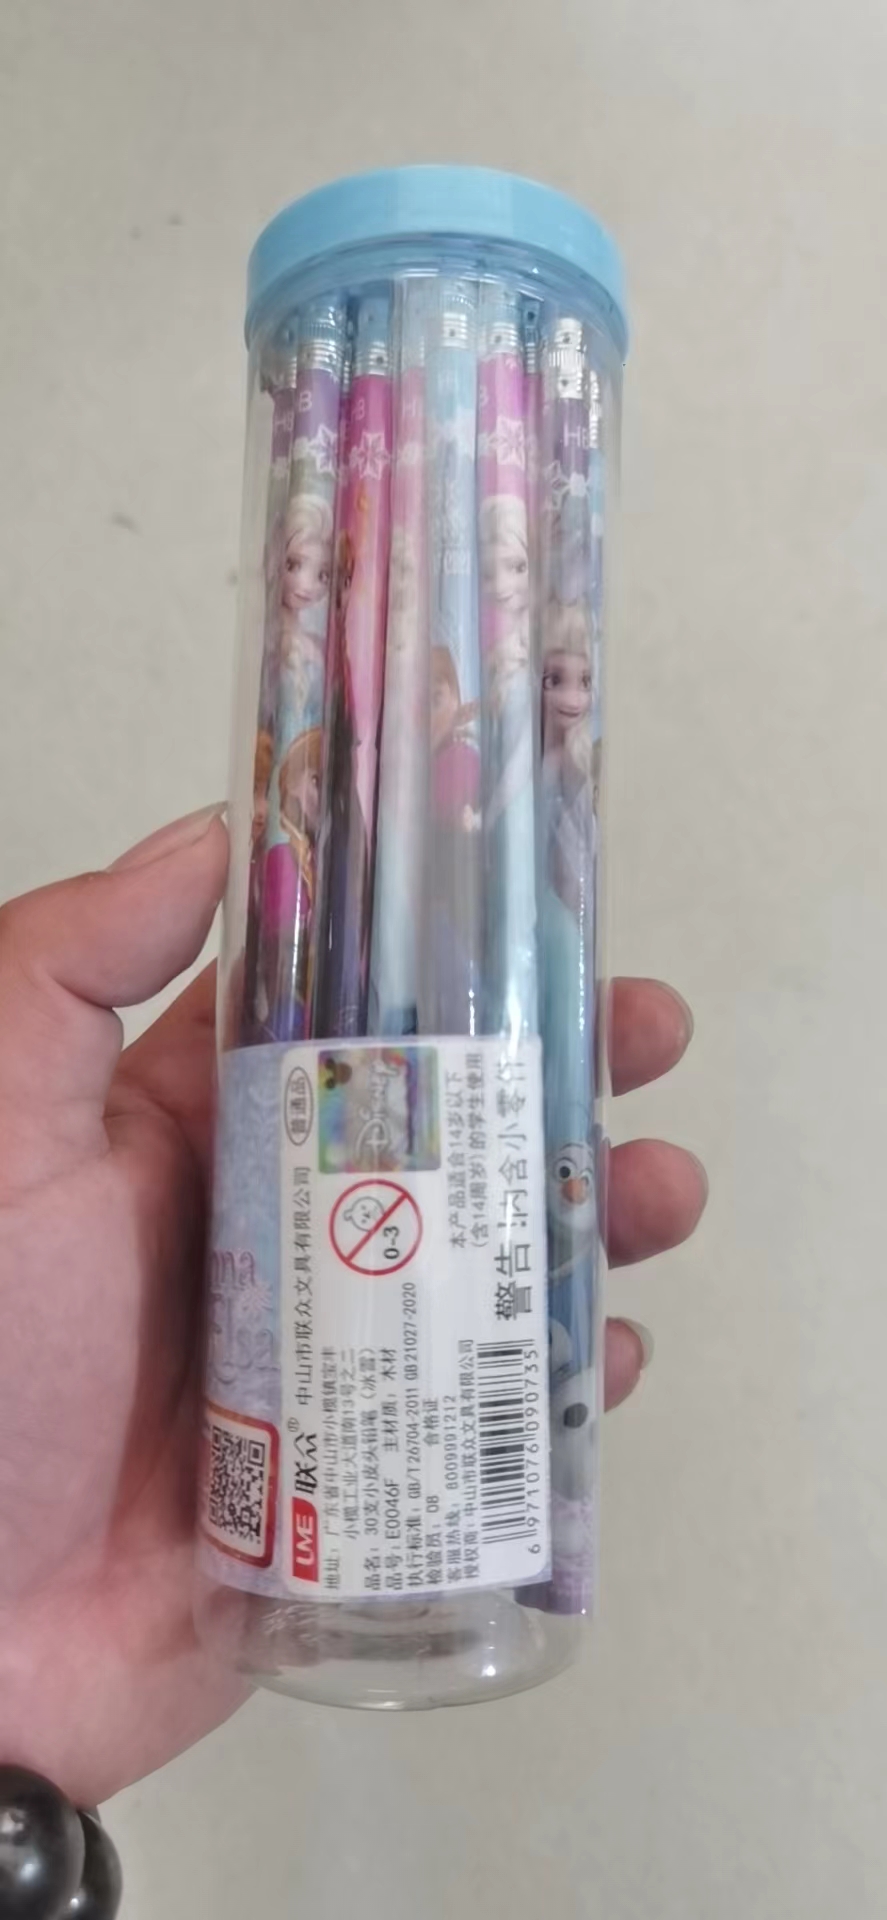 HB
B
HB
H
B
HB
普通品
Disney
LME 联众® 中山市联众文具有限公司
地址：广东省中山市小榄镇宝丰
小榄工业大道南13号之二
品名：30支小皮头铅笔（冰雪）
品号：E0046F 主材质：木材
执行标准：GB/T26704-2011 GB21027-2020
检验员：08 合格证
客服热线：8009991212
授权商：中山市联众文具有限公司
0-3
本产品适合14岁以下
（含14周岁）的学生使用
警告！内含小零件
6 971076 090735
nna
Elsa